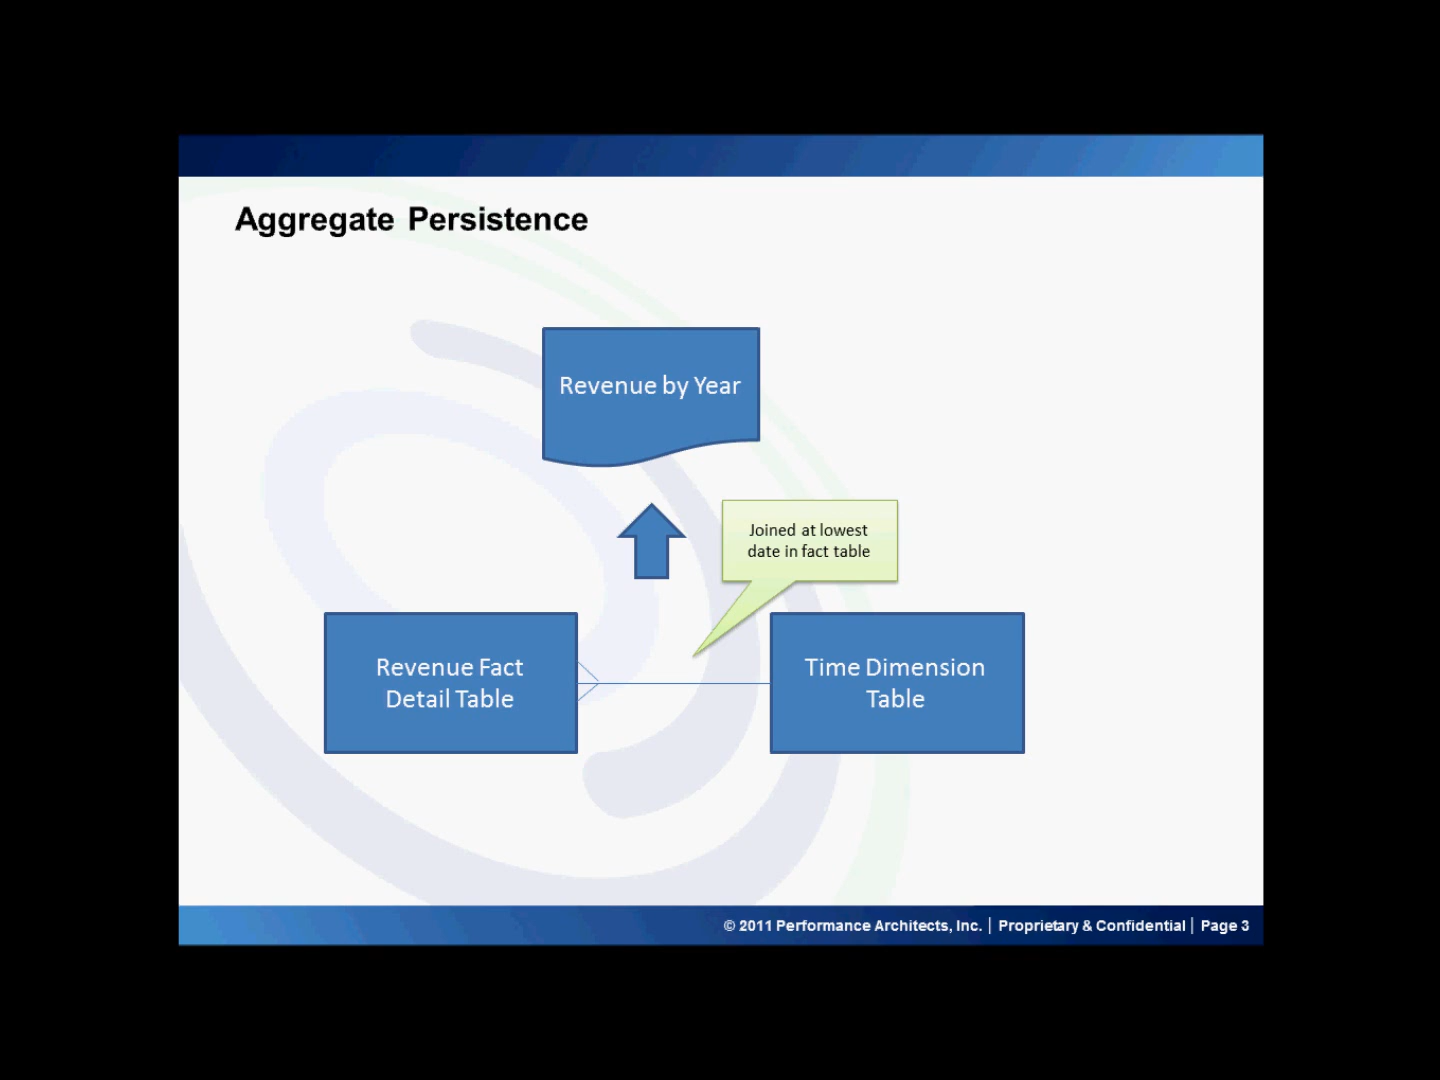 Aggregate Persistence
Revenue by Year
Joined at lowest
date in fact table
Revenue Fact
Detail Table
Time Dimension
Table
© 2011 Performance Architects, Inc. | Proprietary & Confidential | Page 3